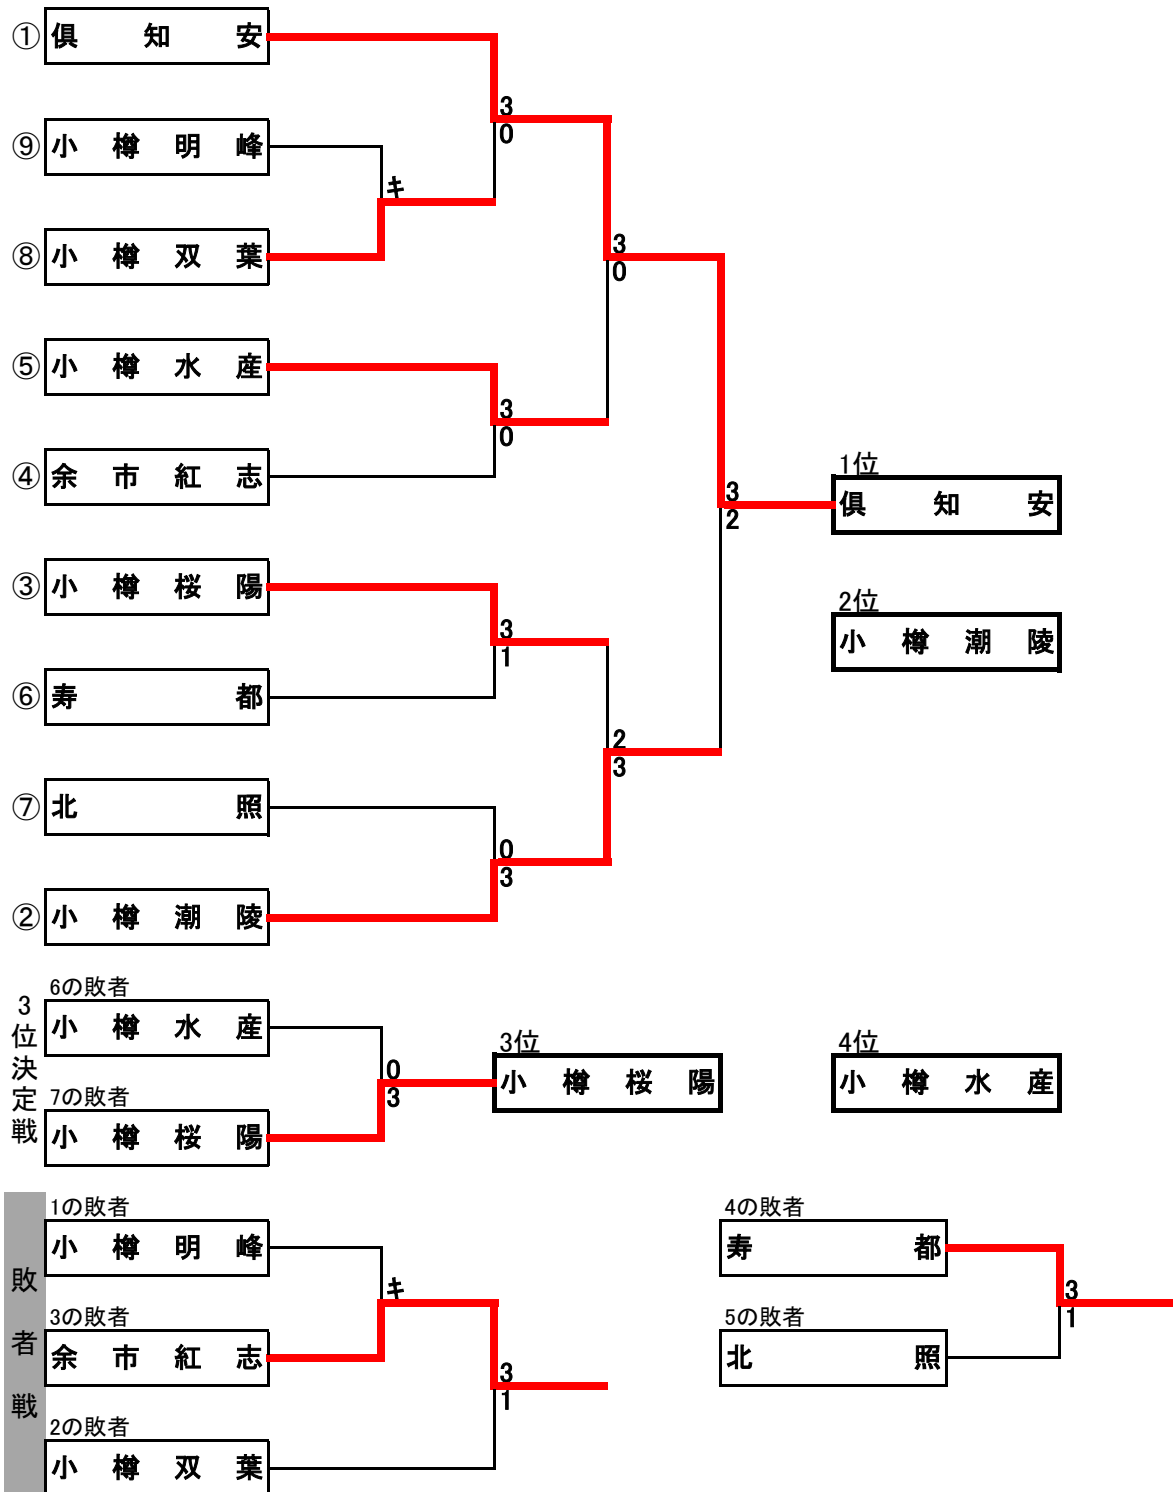 ① 倶知安
3
0
⑨ 小樽明峰
キ
⑧ 小樽双葉
3
0
⑤ 小樽水産
3
0
④ 余市紅志
1位
3
2
倶知安
③ 小樽桜陽
2位
3
1
小樽潮陵
⑥ 寿都
2
3
⑦ 北照
0
3
② 小樽潮陵
3位決定戦
6の敗者
小樽水産
7の敗者
小樽桜陽
0
3
3位
小樽桜陽
4位
小樽水産
敗者戦
1の敗者
小樽明峰
キ
3の敗者
余市紅志
3
1
2の敗者
小樽双葉
4の敗者
寿都
3
1
5の敗者
北照